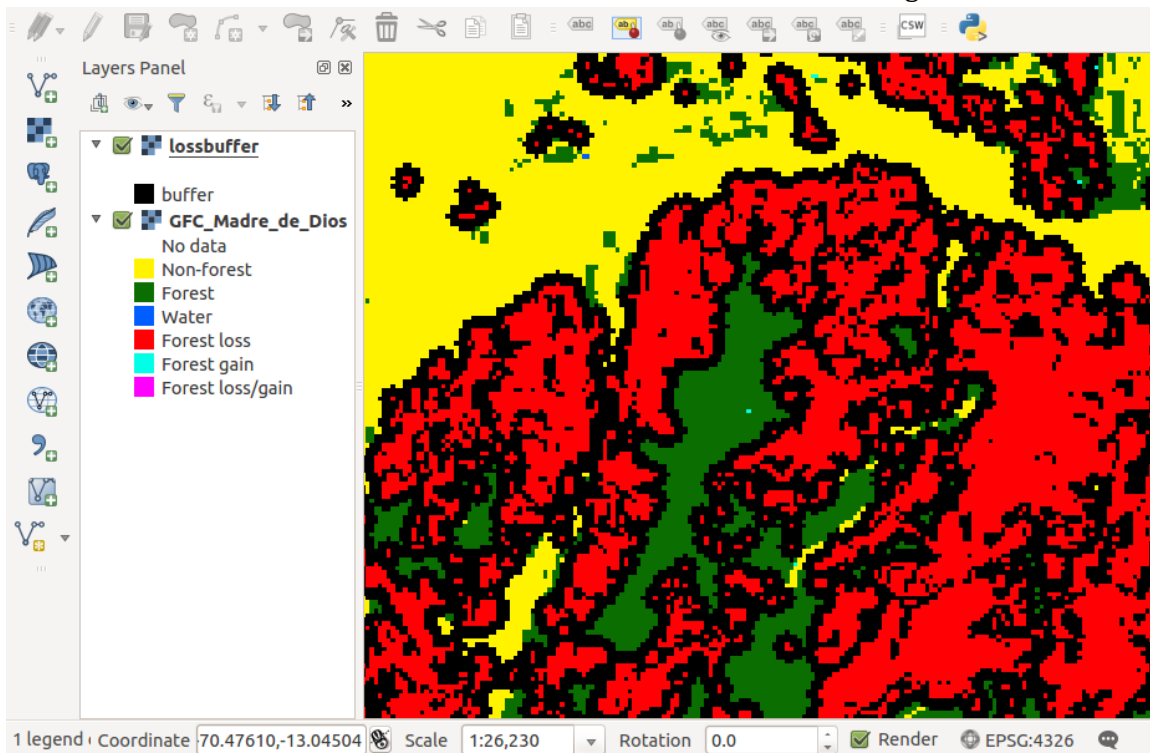 abc
ab
ab
abc
abc
abc
abc
CSW
Layers Panel
»
lossbuffer
buffer
GFC_Madre_de_Dios
No data
Non-forest
Forest
Water
Forest loss
Forest gain
Forest loss/gain
1 legend Coordinate -70.47610,-13.04504 Scale 1:26,230 Rotation 0.0 Render EPSG:4326